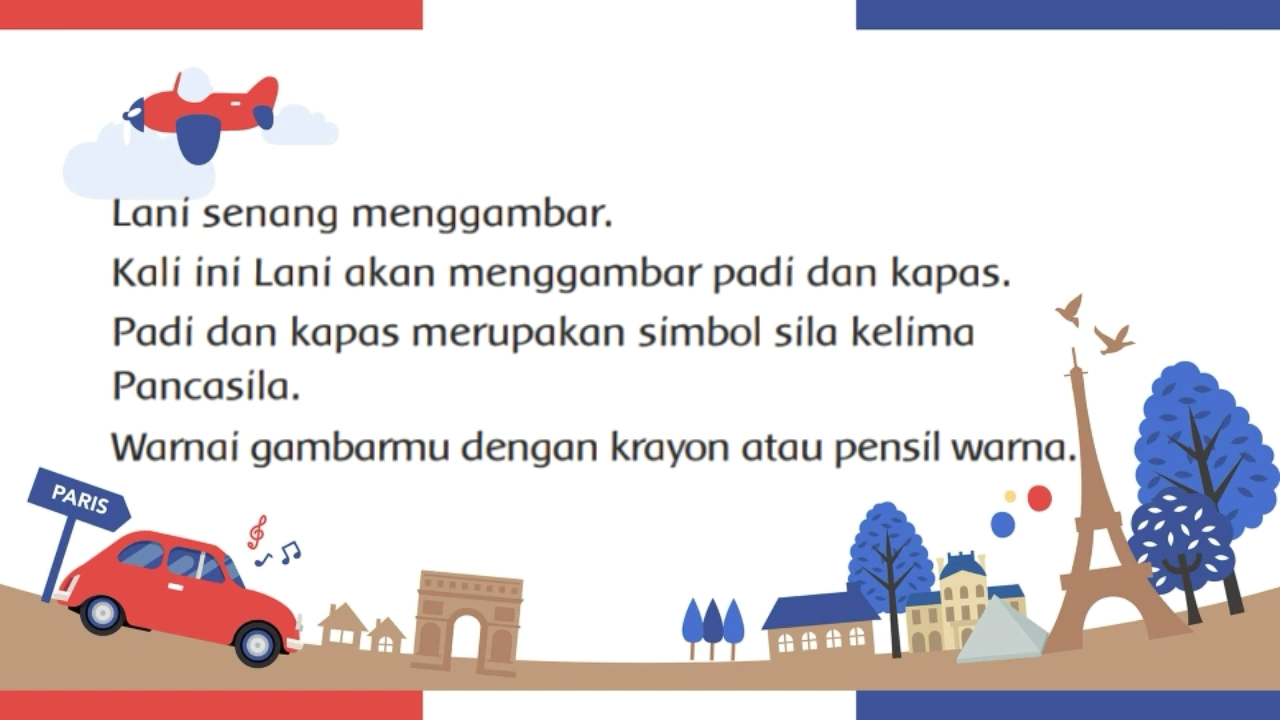 Lani senang menggambar.
Kali ini Lani akan menggambar padi dan kapas.
Padi dan kapas merupakan simbol sila kelima
Pancasila.
Warnai gambarmu dengan krayon atau pensil warna.
PARIS